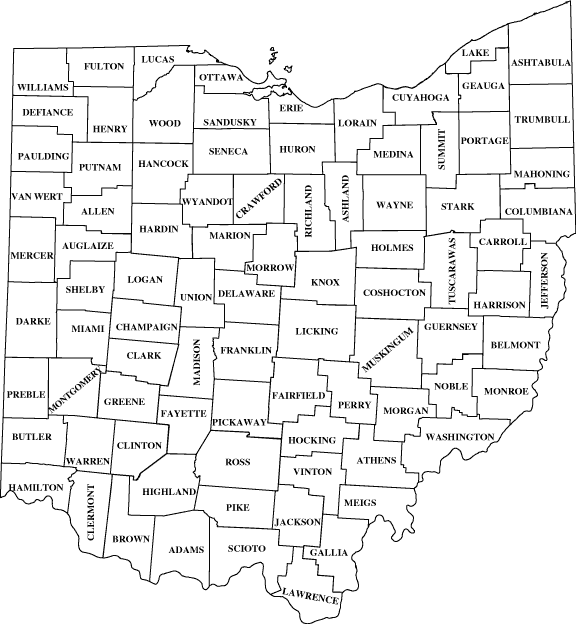 LAKE
ASHTABULA
LUCAS
FULTON
OTTAWA
GEAUGA
WILLIAMS
CUYAHOGA
ERIE
DEFIANCE
TRUMBULL
WOOD
SANDUSKY
LORAIN
HENRY
SUMMIT
PORTAGE
SENECA
HURON
MEDINA
PAULDING
HANCOCK
PUTNAM
MAHONING
VAN WERT
WYANDOT
CRAWFORD
RICHLAND
ASHLAND
WAYNE
STARK
COLUMBIANA
ALLEN
HARDIN
MARION
CARROLL
AUGLAIZE
HOLMES
MERCER
MORROW
TUSCARAWAS
JEFFERSON
LOGAN
KNOX
SHELBY
UNION
DELAWARE
COSHOCTON
HARRISON
DARKE
MIAMI
CHAMPAIGN
LICKING
GUERNSEY
BELMONT
CLARK
MADISON
FRANKLIN
MUSKINGUM
PREBLE
MONTGOMERY
GREENE
FAIRFIELD
NOBLE
MONROE
FAYETTE
PERRY
MORGAN
PICKAWAY
BUTLER
WASHINGTON
CLINTON
HOCKING
WARREN
ROSS
ATHENS
VINTON
HAMILTON
HIGHLAND
CLERMONT
PIKE
MEIGS
JACKSON
BROWN
ADAMS
SCIOTO
GALLIA
LAWRENCE